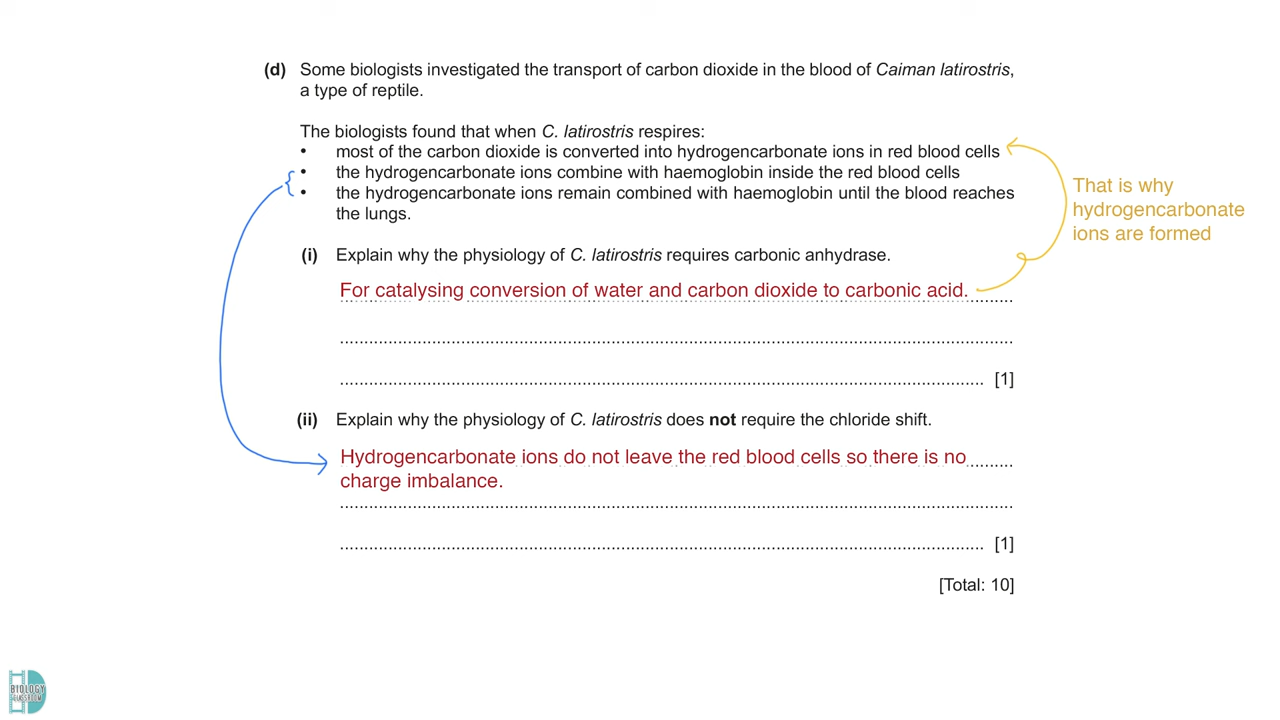 (d) Some biologists investigated the transport of carbon dioxide in the blood of Caiman latirostris,
a type of reptile.
The biologists found that when C. latirostris respires:
• most of the carbon dioxide is converted into hydrogencarbonate ions in red blood cells
• the hydrogencarbonate ions combine with haemoglobin inside the red blood cells
• the hydrogencarbonate ions remain combined with haemoglobin until the blood reaches
the lungs.
That is why
hydrogencarbonate
ions are formed
(i) Explain why the physiology of C. latirostris requires carbonic anhydrase.
For catalysing conversion of water and carbon dioxide to carbonic acid.
[1]
(ii) Explain why the physiology of C. latirostris does not require the chloride shift.
Hydrogencarbonate ions do not leave the red blood cells so there is no
charge imbalance.
[1]
[Total: 10]
BIOLOGY
CLASSROOM